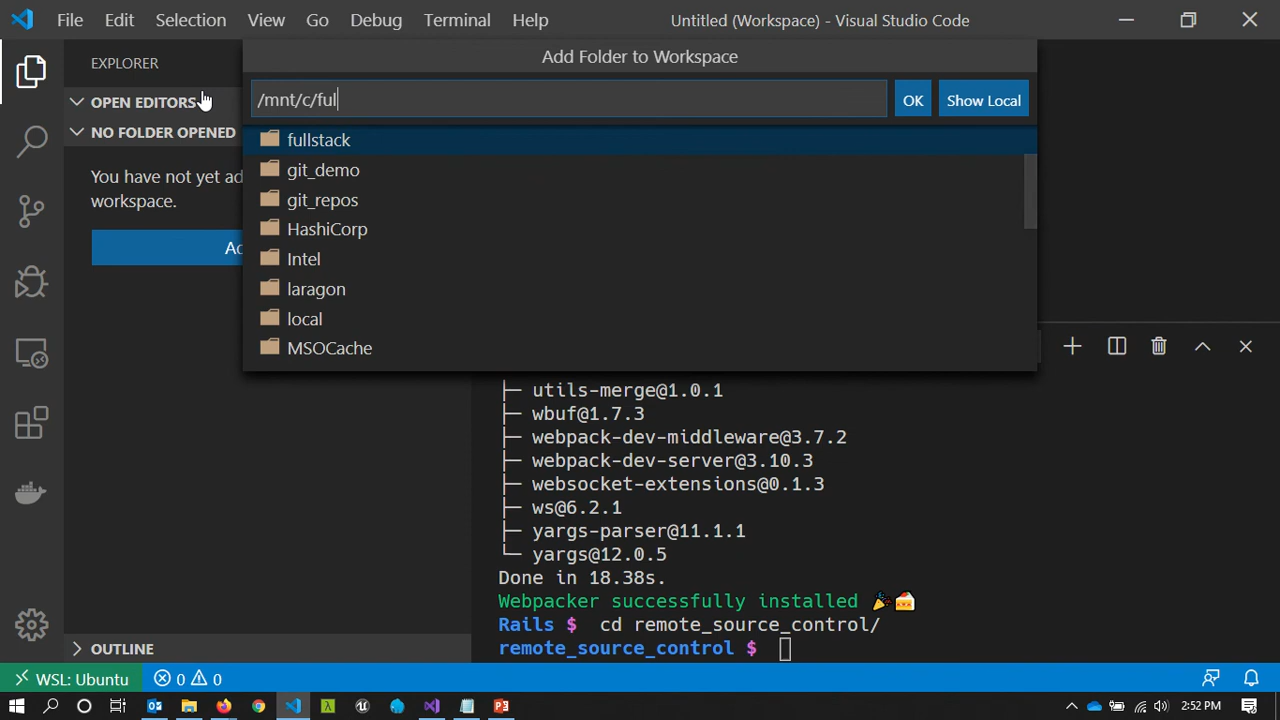 File Edit Selection View Go Debug Terminal Help Untitled (Workspace) - Visual Studio Code
Add Folder to Workspace
EXPLORER
/mnt/c/ful OK Show Local
OPEN EDITORS
NO FOLDER OPENED
You have not yet ad
workspace.
Ad
fullstack
git_demo
git_repos
HashiCorp
Intel
laragon
local
MSOCache
├─ utils-merge@1.0.1
├─ wbuf@1.7.3
├─ webpack-dev-middleware@3.7.2
├─ webpack-dev-server@3.10.3
├─ websocket-extensions@0.1.3
├─ ws@6.2.1
├─ yargs-parser@11.1.1
└─ yargs@12.0.5
Done in 18.38s.
Webpacker successfully installed 🎉🍰
Rails $ cd remote_source_control/
remote_source_control $
OUTLINE
WSL: Ubuntu 0 0
2:52 PM